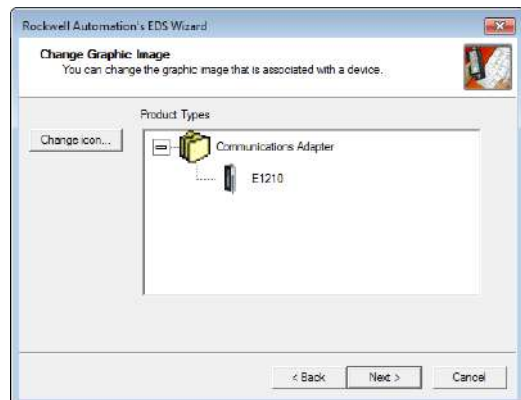 Rockwell Automation's EDS Wizard
Change Graphic Image
You can change the graphic image that is associated with a device.
Product Types
Change icon...
Communications Adapter
E1210
< Back
Next >
Cancel